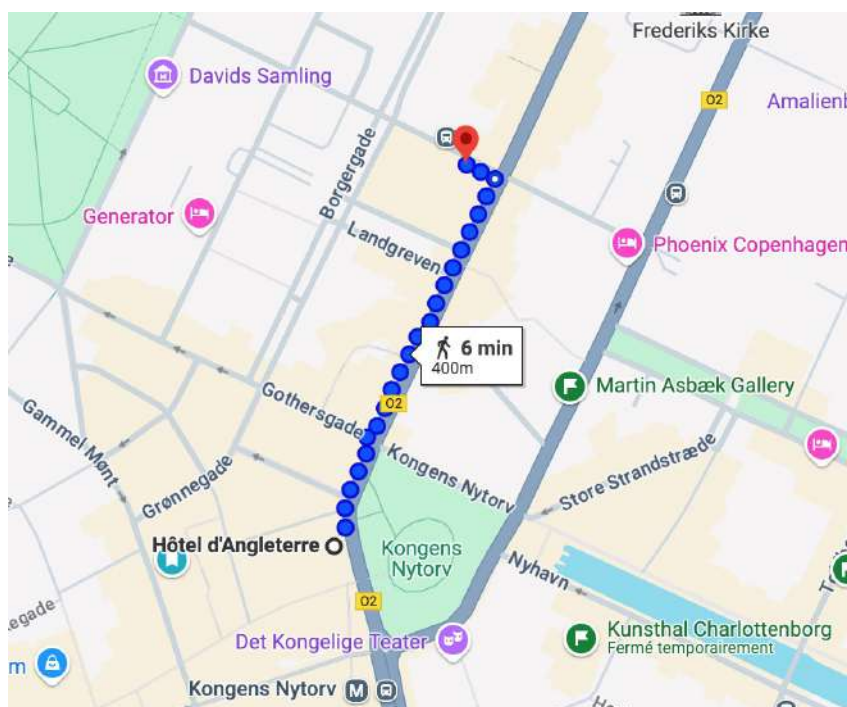 Frederiks Kirke
Davids Samling
O2
Amalienb
Borgergade
Generator
Landgreven
Phoenix Copenhagen
6 min
400m
Martin Asbæk Gallery
O2
Gothersgade
Gammel Mønt
Kongens Nytorv
Grønnegade
Store Strandstræde
Hôtel d'Angleterre
Kongens
Nytorv
Nyhavn
O2
Det Kongelige Teater
Kunsthal Charlottenborg
Fermé temporairement
m
Kongens Nytorv M